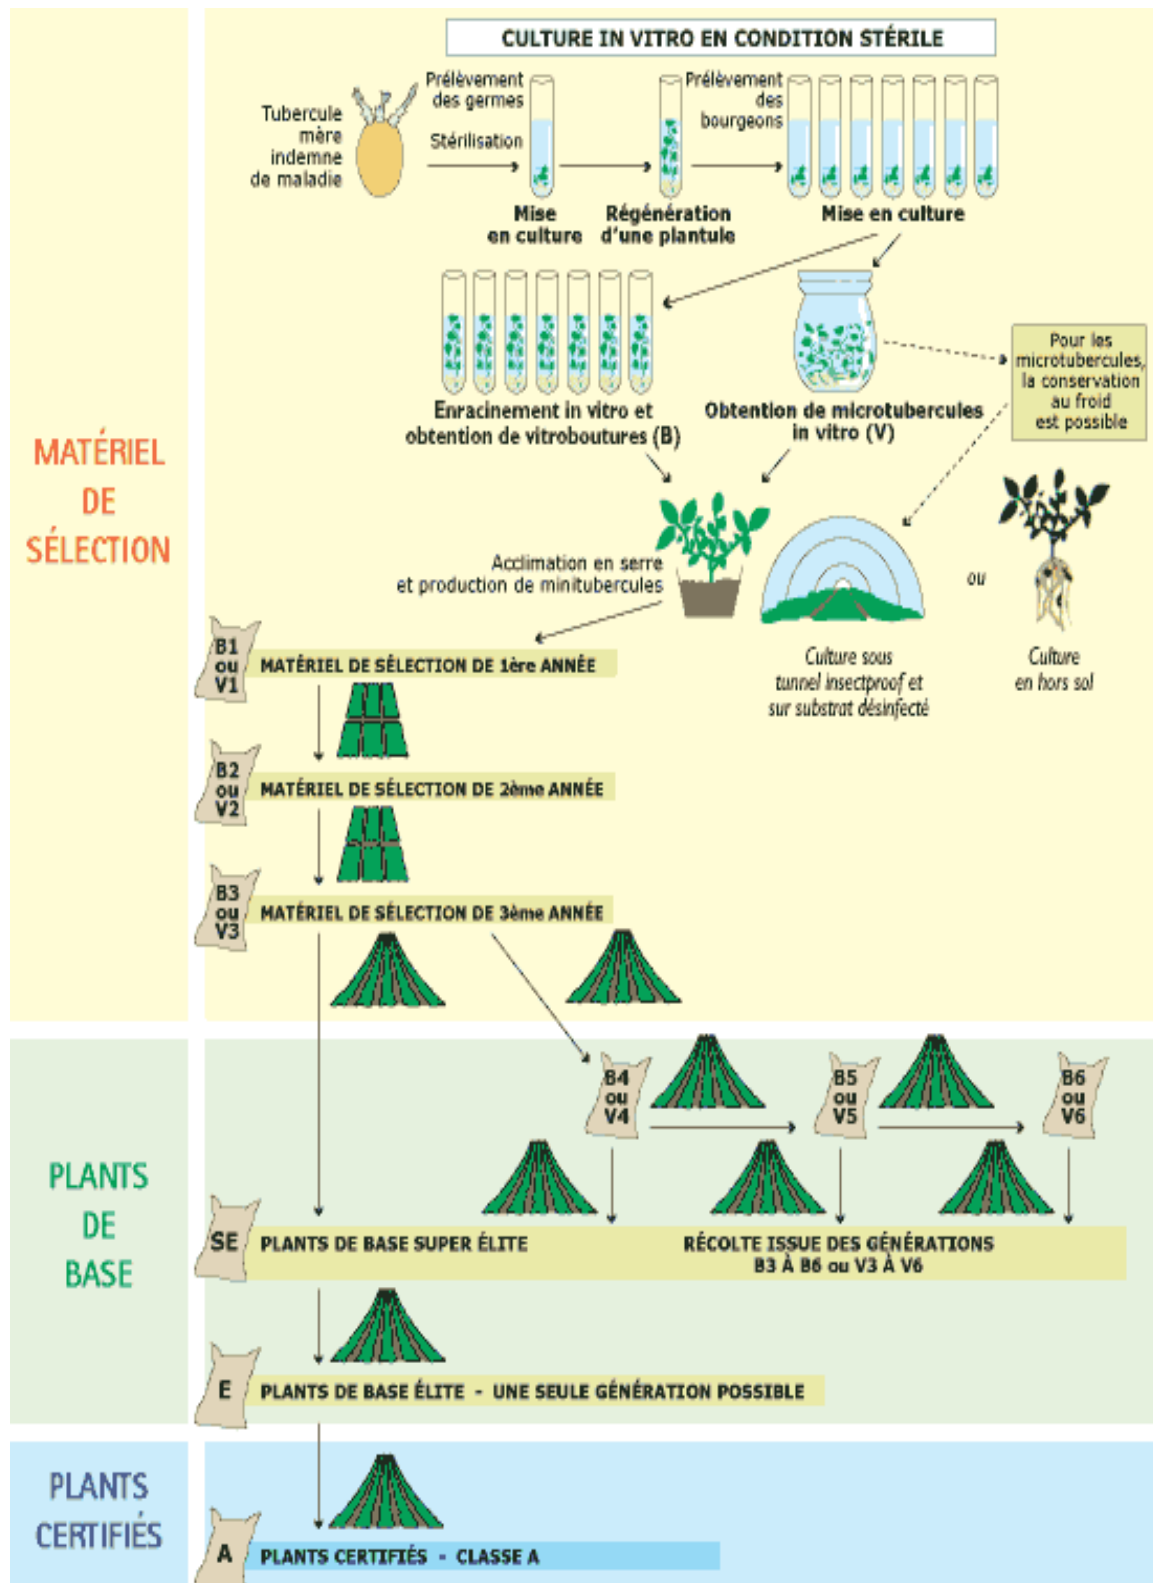 CULTURE IN VITRO EN CONDITION STÉRILE
Tubercule
mère
indemne
de maladie
Prélèvement
des germes
Stérilisation
Prélèvement
des
bourgeons
Mise
en culture
Régénération
d'une plantule
Mise en culture
Enracinement in vitro et
obtention de vitroboutures (B)
Obtention de microtubercules
in vitro (V)
Pour les
microtubercules,
la conservation
au froid
est possible
MATÉRIEL
DE
SÉLECTION
Acclimation en serre
et production de minitubercules
ou
Culture sous
tunnel insectproof et
sur substrat désinfecté
Culture
en hors sol
B1
ou
V1
MATÉRIEL DE SÉLECTION DE 1ère ANNÉE
B2
ou
V2
MATÉRIEL DE SÉLECTION DE 2ème ANNÉE
B3
ou
V3
MATÉRIEL DE SÉLECTION DE 3ème ANNÉE
PLANTS
DE
BASE
B4
ou
V4
B5
ou
V5
B6
ou
V6
SE
PLANTS DE BASE SUPER ÉLITE
RÉCOLTE ISSUE DES GÉNÉRATIONS
B3 À B6 ou V3 À V6
E
PLANTS DE BASE ÉLITE - UNE SEULE GÉNÉRATION POSSIBLE
PLANTS
CERTIFIÉS
A
PLANTS CERTIFIÉS - CLASSE A